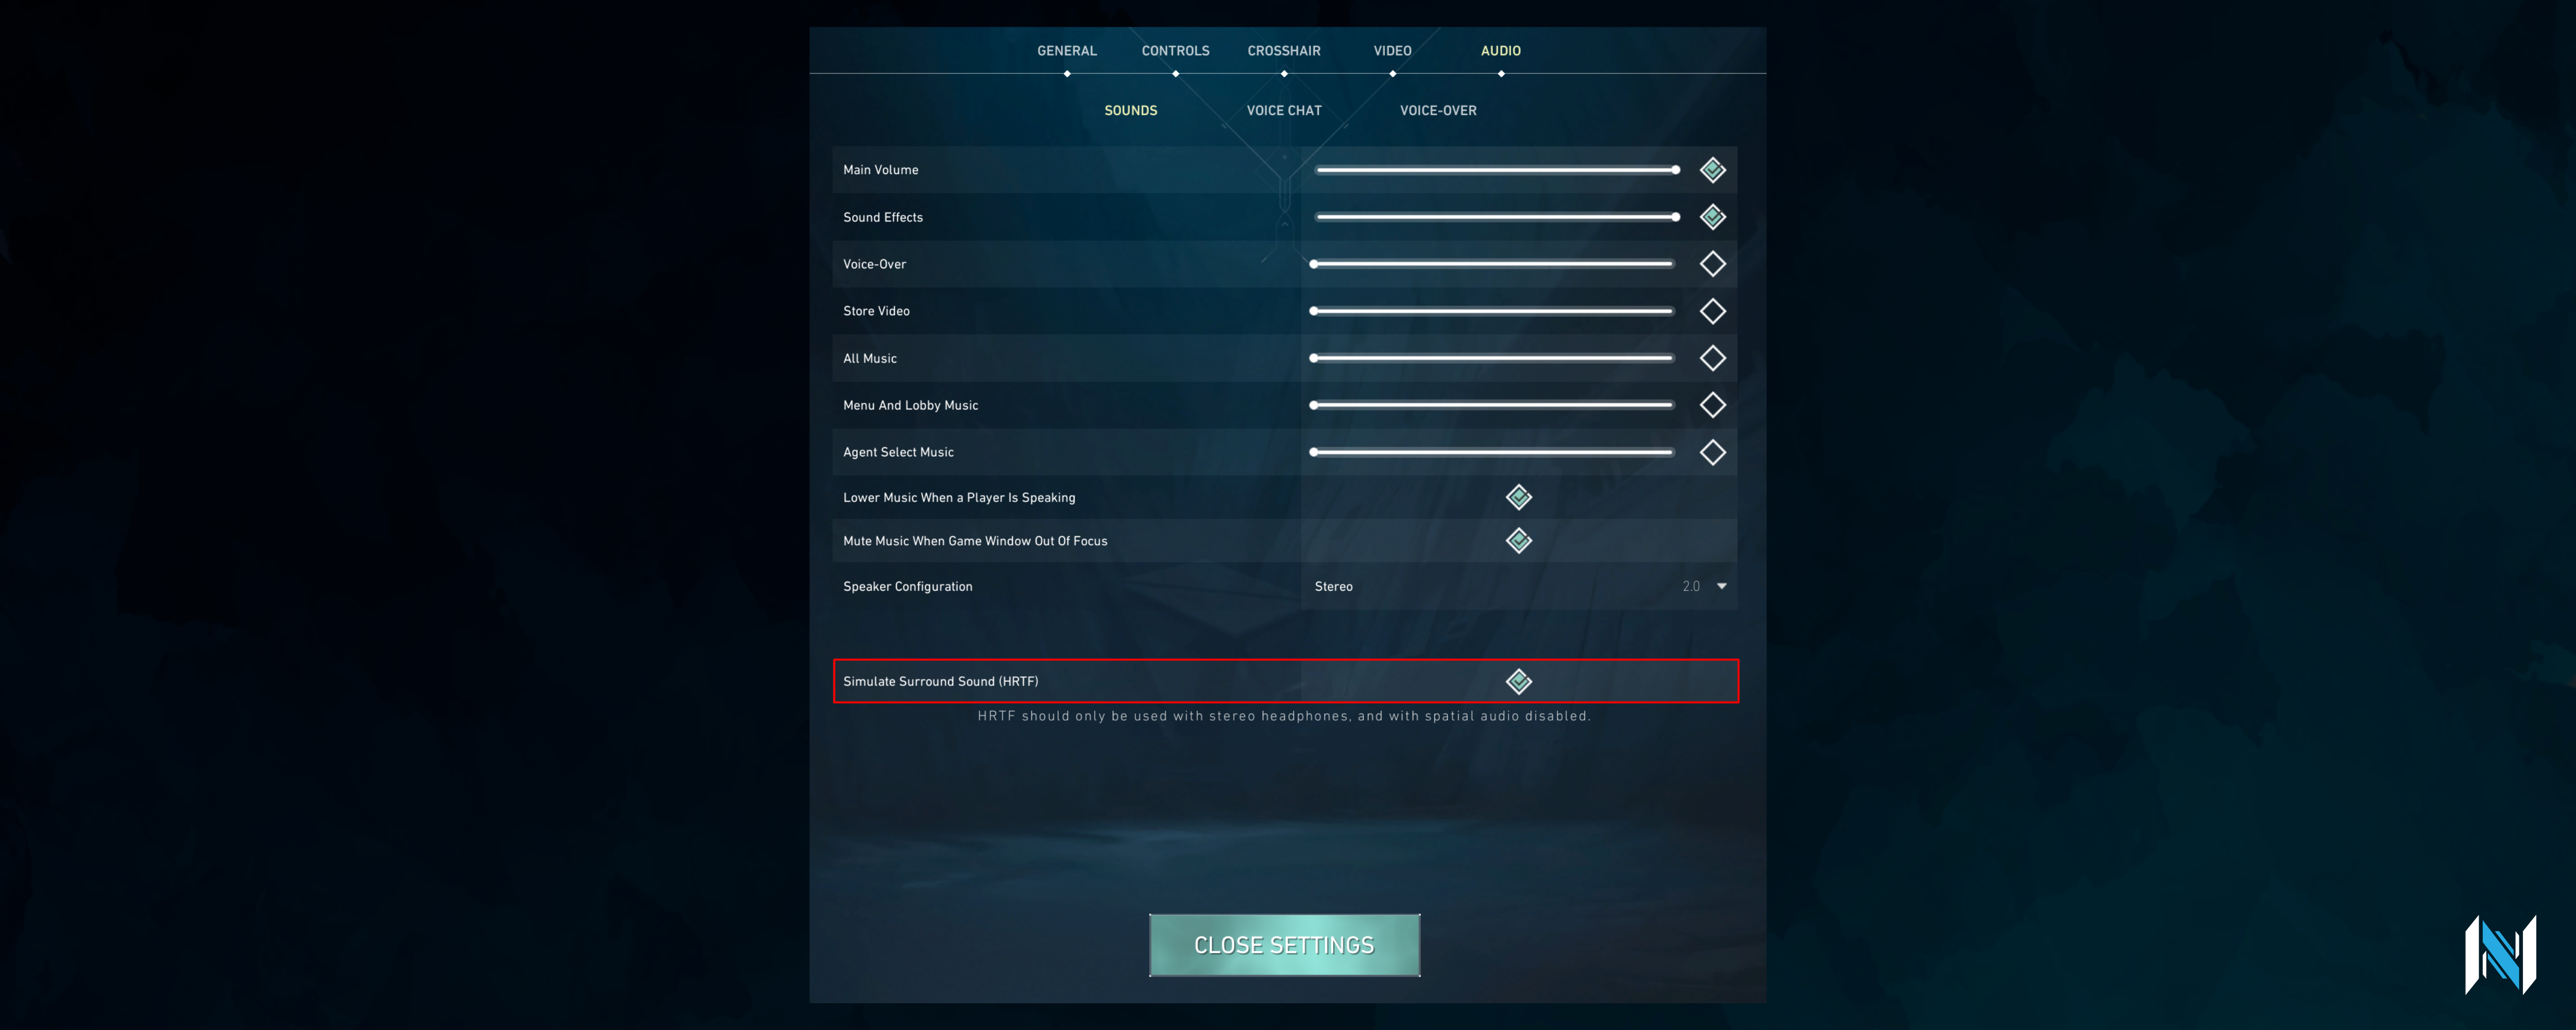 GENERAL CONTROLS CROSSHAIR VIDEO AUDIO
SOUNDS VOICE CHAT VOICE-OVER
Main Volume
Sound Effects
Voice-Over
Store Video
All Music
Menu And Lobby Music
Agent Select Music
Lower Music When a Player Is Speaking
Mute Music When Game Window Out Of Focus
Speaker Configuration Stereo 2.0
Simulate Surround Sound (HRTF)
HRTF should only be used with stereo headphones, and with spatial audio disabled.
CLOSE SETTINGS